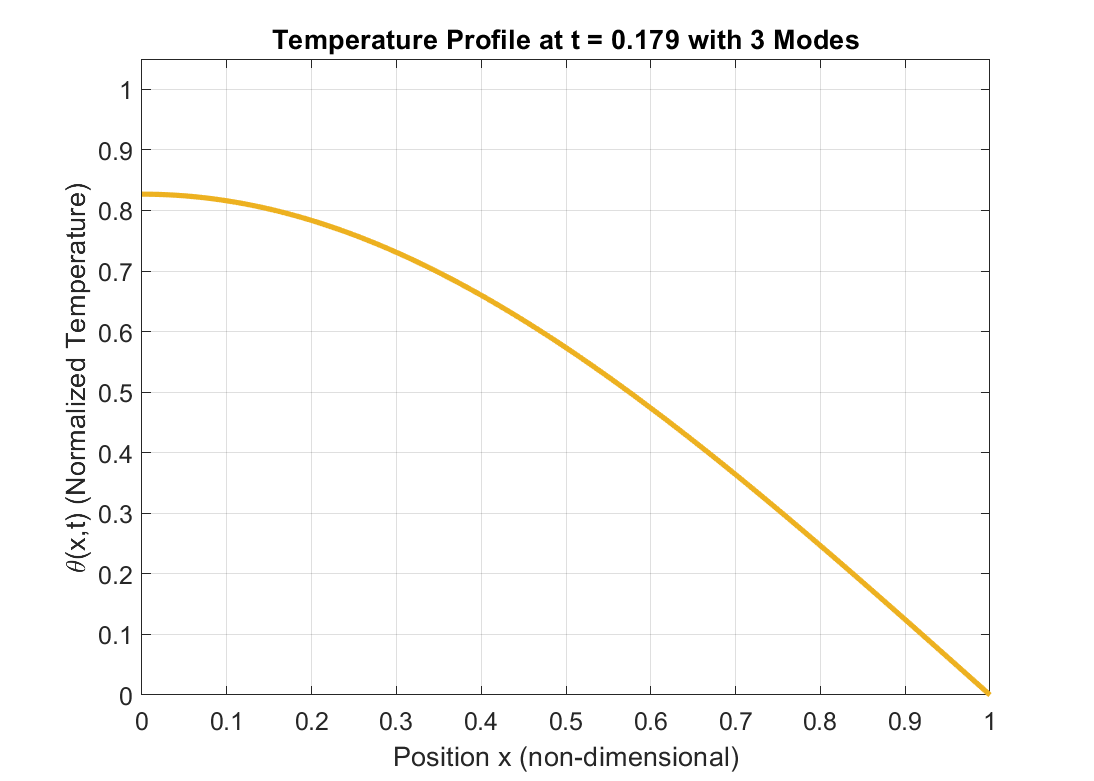 Temperature Profile at t = 0.179 with 3 Modes
1
0.9
0.8
0.7
0.6
0.5
0.4
0.3
0.2
0.1
0
θ(x,t) (Normalized Temperature)
0 0.1 0.2 0.3 0.4 0.5 0.6 0.7 0.8 0.9 1
Position x (non-dimensional)